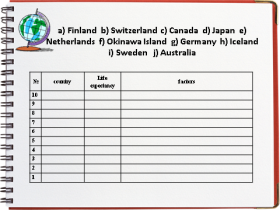 a) Finland b) Switzerland c) Canada d) Japan e)
Netherlands f) Okinawa Island g) Germany h) Iceland
i) Sweden j) Australia
№ country Life expectancy factors
10
9
8
7
6
5
4
3
2
1